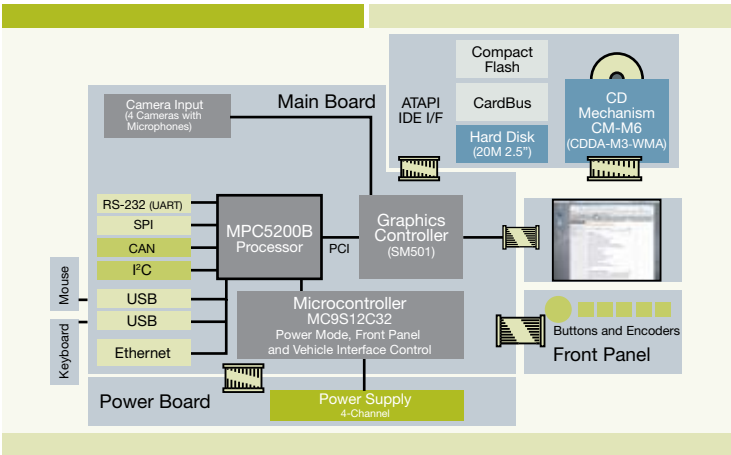 Compact
Flash
CardBus
Hard Disk
(20M 2.5")
ATAPI
IDE I/F
CD
Mechanism
CM-M6
(CDDA-M3-WMA)
Main Board
Camera Input
(4 Cameras with
Microphones)
RS-232 (UART)
SPI
CAN
I²C
USB
USB
Ethernet
Mouse
Keyboard
MPC5200B
Processor
PCI
Graphics
Controller
(SM501)
Microcontroller
MC9S12C32
Power Mode, Front Panel
and Vehicle Interface Control
Buttons and Encoders
Front Panel
Power Board
Power Supply
4-Channel